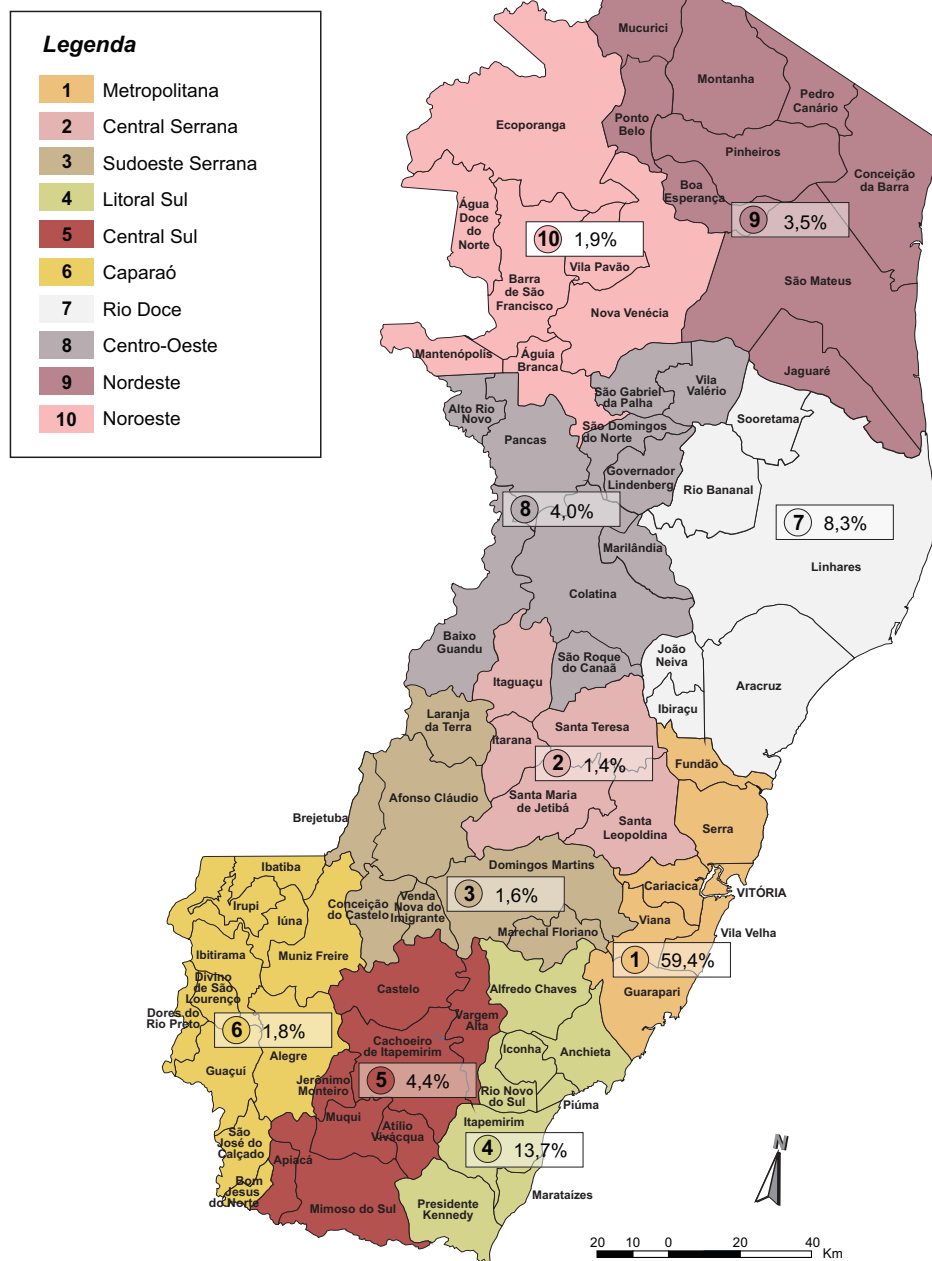 Legenda
1 Metropolitana
2 Central Serrana
3 Sudoeste Serrana
4 Litoral Sul
5 Central Sul
6 Caparaó
7 Rio Doce
8 Centro-Oeste
9 Nordeste
10 Noroeste
Mucurici
Montanha
Pedro
Canário
Ponto
Belo
Ecoporanga
Pinheiros
Conceição
da Barra
Boa
Esperança
Água
Doce
do
Norte
9 3,5%
10 1,9%
Vila Pavão
Barra
de São
Francisco
São Mateus
Nova Venécia
Mantenópolis
Águia
Branca
Jaguaré
São Gabriel
da Palha
Vila
Valério
Alto Rio
Novo
Sooretama
Pancas
São Domingos
do Norte
Governador
Lindenberg
Rio Bananal
8 4,0%
7 8,3%
Marilândia
Linhares
Colatina
Baixo
Guandu
São Roque
do Canaã
João
Neiva
Itaguaçu
Aracruz
Ibiraçu
Laranja
da Terra
Santa Teresa
Itarana
2 1,4%
Fundão
Afonso Cláudio
Santa Maria
de Jetibá
Brejetuba
Santa
Leopoldina
Serra
Ibatiba
Domingos Martins
Cariacica
VITÓRIA
Irupi
Iúna
Conceição
do Castelo
Venda
Nova do
Imigrante
3 1,6%
Viana
Vila Velha
Marechal Floriano
Ibitirama
Muniz Freire
1 59,4%
Divino
de São
Lourenço
Castelo
Alfredo Chaves
Guarapari
Dores do
Rio Preto
6 1,8%
Vargem
Alta
Cachoeiro
de Itapemirim
Iconha
Anchieta
Alegre
Guaçuí
Jerônimo
Monteiro
5 4,4%
Rio Novo
do Sul
Piúma
Muqui
Atílio
Vivácqua
Itapemirim
São
José do
Calçado
Apiacá
4 13,7%
Bom
Jesus
do Norte
Mimoso do Sul
Presidente
Kennedy
Marataízes
N
20 10 0 20 40
Km